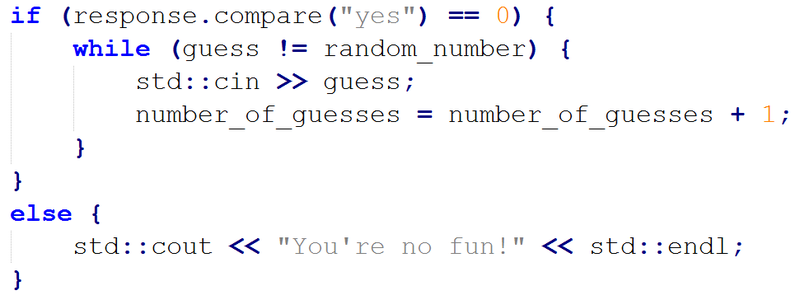 if (response.compare("yes") == 0) {
    while (guess != random_number) {
        std::cin >> guess;
        number_of_guesses = number_of_guesses + 1;
    }
}
else {
    std::cout << "You're no fun!" << std::endl;
}